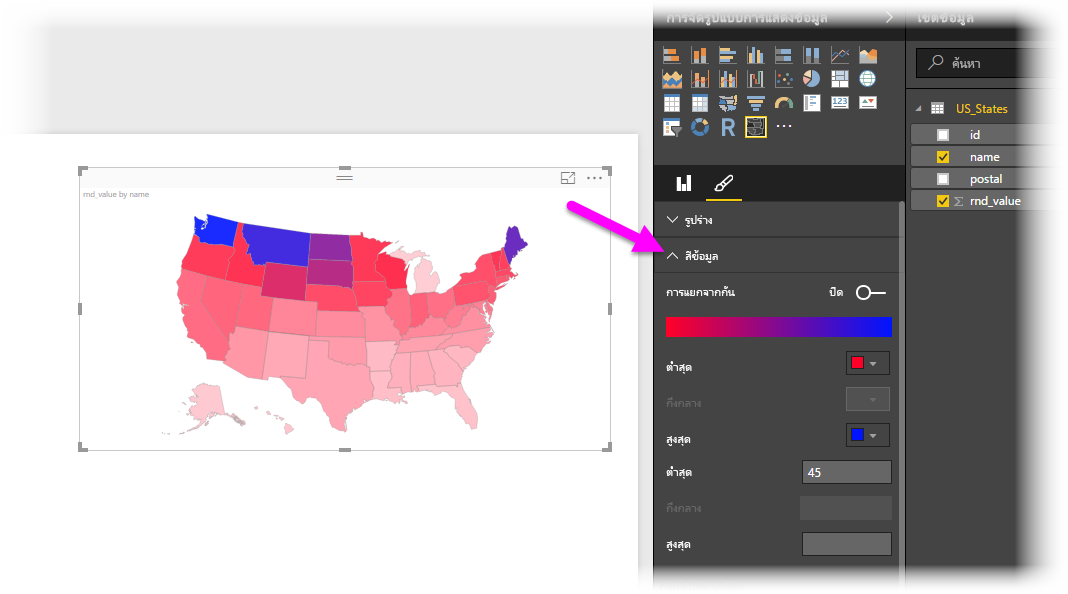 การจัดรูปแบบการแสดงข้อมูล
เขตข้อมูล
ค้นหา
US_States
id
name
postal
Σ rnd_value
rnd_value by name
R
123
รูปร่าง
สีข้อมูล
การแยกจากกัน
ปิด
ต่ำสุด
กึ่งกลาง
สูงสุด
ต่ำสุด
45
กึ่งกลาง
สูงสุด